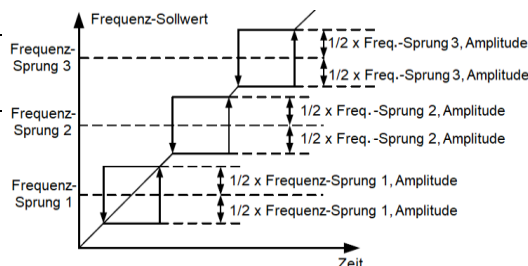 Frequenz-Sollwert
Frequenz-
Sprung 3
1/2 x Freq.-Sprung 3, Amplitude
1/2 x Freq.-Sprung 3, Amplitude
Frequenz-
Sprung 2
1/2 x Freq.-Sprung 2, Amplitude
1/2 x Freq.-Sprung 2, Amplitude
Frequenz-
Sprung 1
1/2 x Frequenz-Sprung 1, Amplitude
1/2 x Frequenz-Sprung 1, Amplitude
Zeit